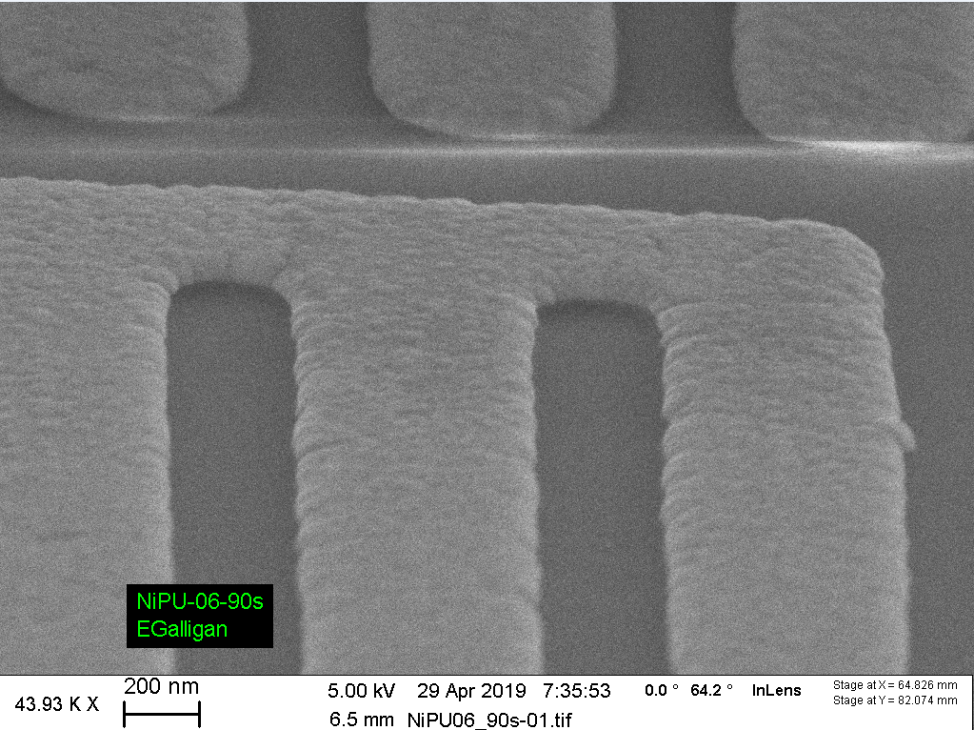 NiPU-06-90s
EGalligan
43.93 K X
200 nm
5.00 kV 29 Apr 2019 7:35:53 0.0 ° 64.2 ° InLens
6.5 mm NiPU06_90s-01.tif
Stage at X = 64.826 mm
Stage at Y = 82.074 mm